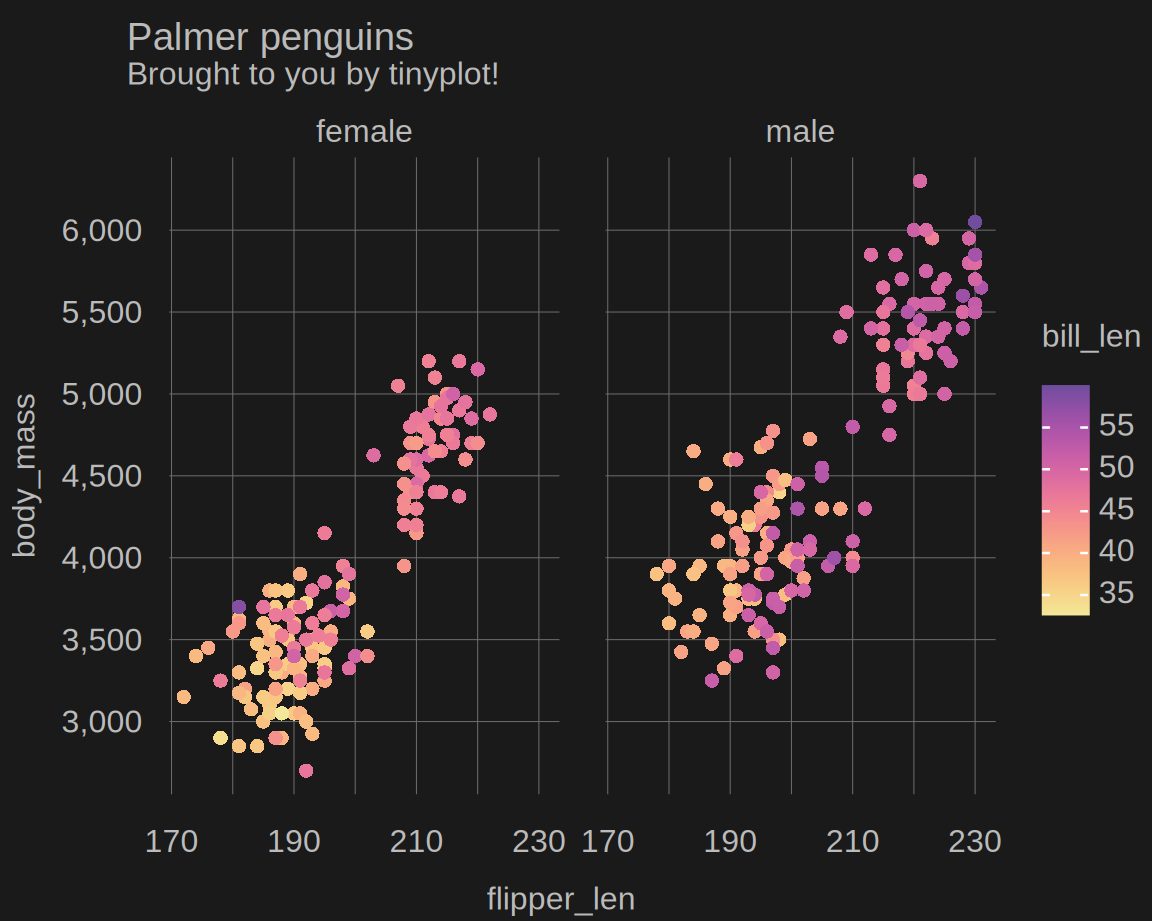 Palmer penguins
Brought to you by tinyplot!
female
male
6,000
5,500
5,000
4,500
4,000
3,500
3,000
body_mass
170 190 210 230 170 190 210 230
flipper_len
bill_len
55
50
45
40
35